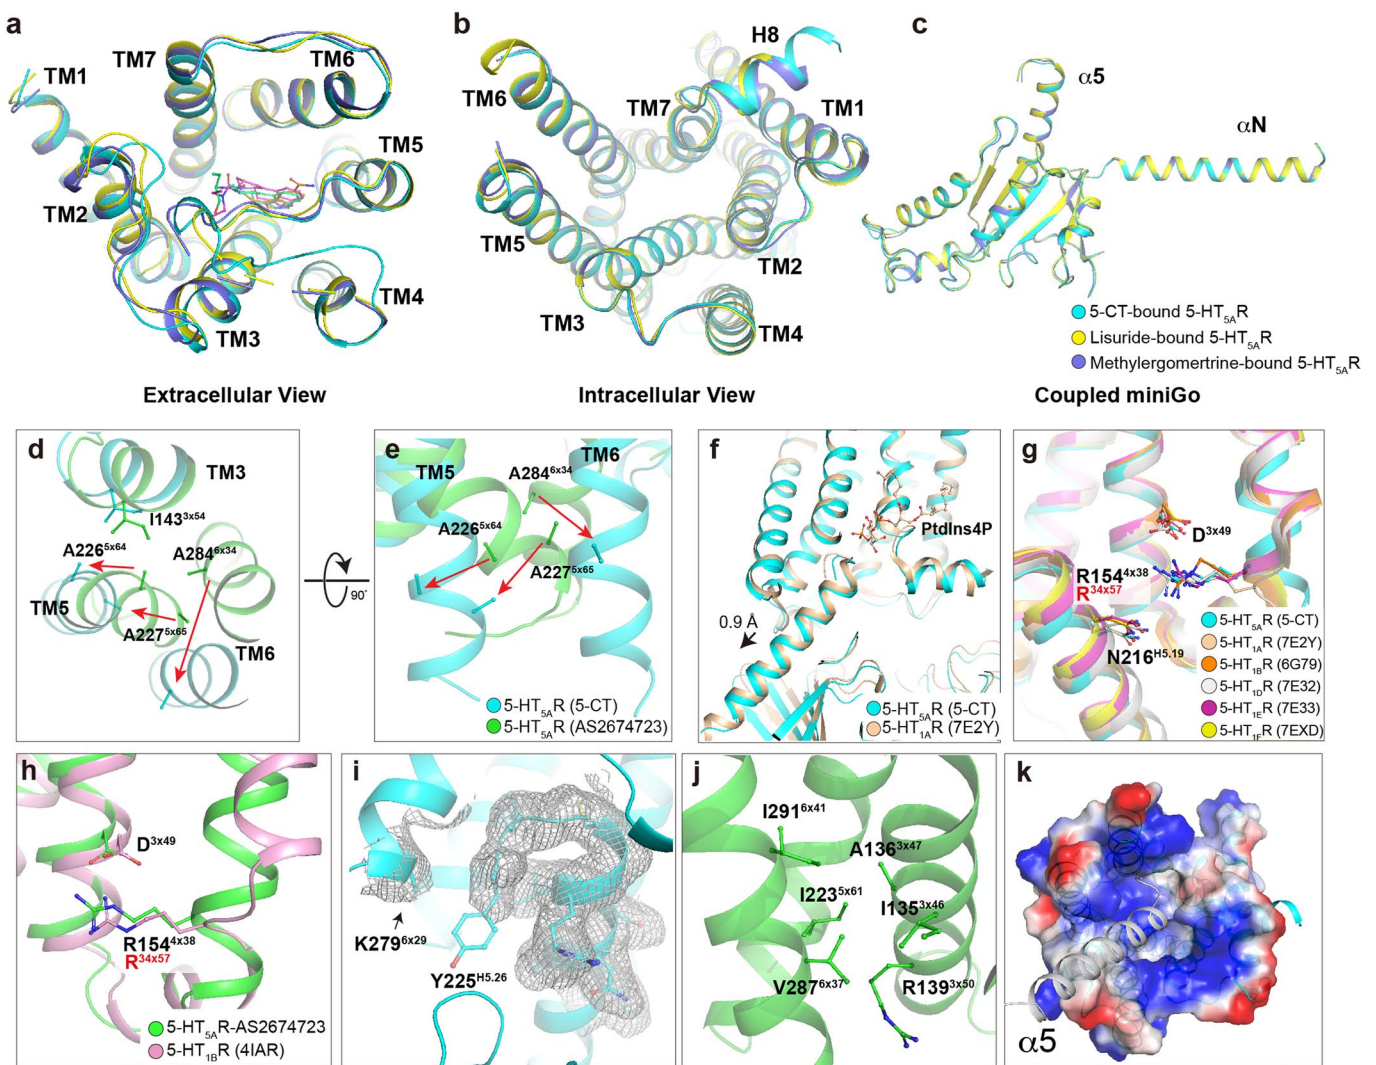 a
TM1
TM7
TM6
TM5
TM2
TM3
TM4
b
H8
TM6
TM7
TM1
TM5
TM2
TM3
TM4
c
α5
αN
5-CT-bound 5-HT5AR
Lisuride-bound 5-HT5AR
Methylergomertrine-bound 5-HT5AR
Extracellular View
Intracellular View
Coupled miniGo
d
TM3
I143 3x54
A226 5x64
A284 6x34
TM5
A227 5x65
TM6
90°
e
TM5
TM6
A284 6x34
A226 5x64
A227 5x65
5-HT5AR (5-CT)
5-HT5AR (AS2674723)
f
PtdIns4P
0.9 Å
5-HT5AR (5-CT)
5-HT1AR (7E2Y)
g
D3x49
R154 4x38
R34x57
N216 H5.19
5-HT5AR (5-CT)
5-HT1AR (7E2Y)
5-HT1BR (6G79)
5-HT1DR (7E32)
5-HT1ER (7E33)
5-HT1FR (7EXD)
h
D3x49
R154 4x38
R34x57
5-HT5AR-AS2674723
5-HT1BR (4IAR)
i
K279 6x29
Y225 H5.26
j
I291 6x41
A136 3x47
I223 5x61
I135 3x46
V287 6x37
R139 3x50
k
α5